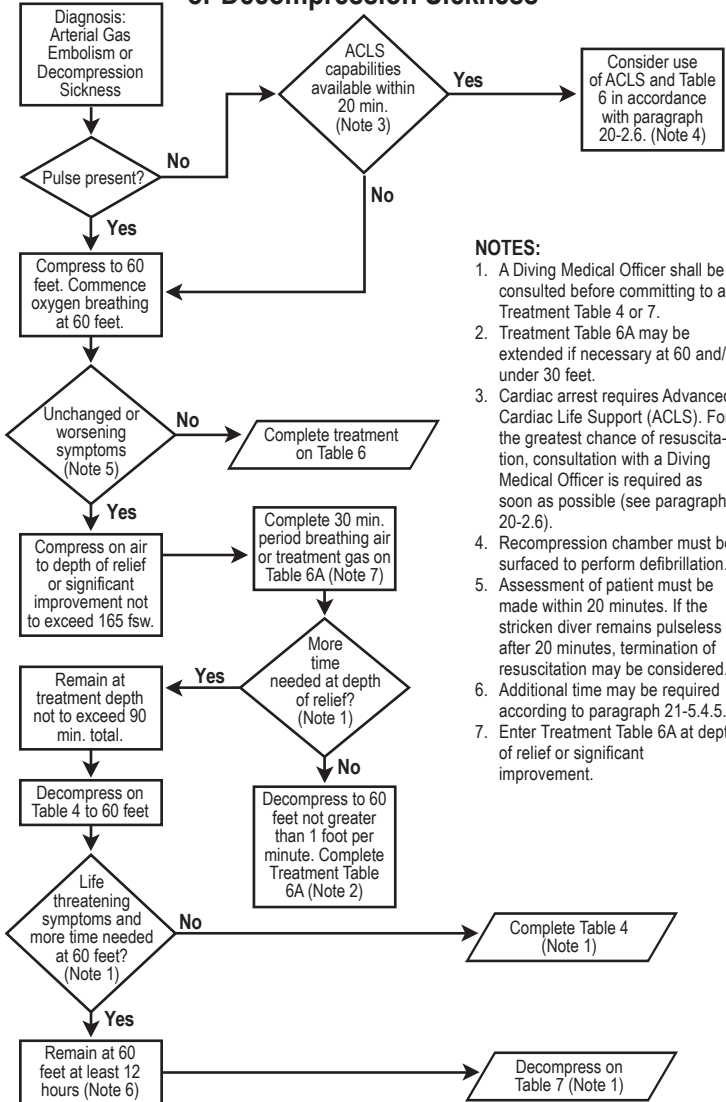 or Decompression Sickness
Diagnosis:
Arterial Gas
Embolism or
Decompression
Sickness
ACLS
capabilities
available within
20 min.
(Note 3)
Yes
Consider use
of ACLS and Table
6 in accordance
with paragraph
20-2.6. (Note 4)
No
Pulse present?
No
Yes
Compress to 60
feet. Commence
oxygen breathing
at 60 feet.
Unchanged or
worsening
symptoms
(Note 5)
No
Complete treatment
on Table 6
Yes
Compress on air
to depth of relief
or significant
improvement not
to exceed 165 fsw.
Complete 30 min.
period breathing air
or treatment gas on
Table 6A (Note 7)
More
time
needed at depth
of relief?
(Note 1)
Yes
Remain at
treatment depth
not to exceed 90
min. total.
No
Decompress on
Table 4 to 60 feet
Decompress to 60
feet not greater
than 1 foot per
minute. Complete
Treatment Table
6A (Note 2)
Life
threatening
symptoms and
more time needed
at 60 feet?
(Note 1)
No
Complete Table 4
(Note 1)
Yes
Remain at 60
feet at least 12
hours (Note 6)
Decompress on
Table 7 (Note 1)
NOTES:
1. A Diving Medical Officer shall be
consulted before committing to a
Treatment Table 4 or 7.
2. Treatment Table 6A may be
extended if necessary at 60 and/
under 30 feet.
3. Cardiac arrest requires Advanced
Cardiac Life Support (ACLS). For
the greatest chance of resuscita-
tion, consultation with a Diving
Medical Officer is required as
soon as possible (see paragraph
20-2.6).
4. Recompression chamber must be
surfaced to perform defibrillation.
5. Assessment of patient must be
made within 20 minutes. If the
stricken diver remains pulseless
after 20 minutes, termination of
resuscitation may be considered.
6. Additional time may be required
according to paragraph 21-5.4.5.
7. Enter Treatment Table 6A at depth
of relief or significant
improvement.